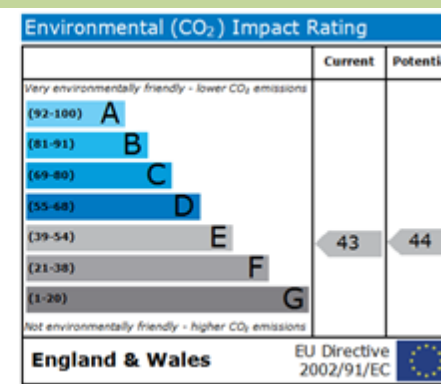 Environmental (CO₂) Impact Rating
Current Potenti
Very environmentally friendly - lower CO₂ emissions
(92-100) A
(81-91) B
(69-80) C
(55-68) D
(39-54) E 43 44
(21-38) F
(1-20) G
Not environmentally friendly - higher CO₂ emissions
England & Wales
EU Directive
2002/91/EC